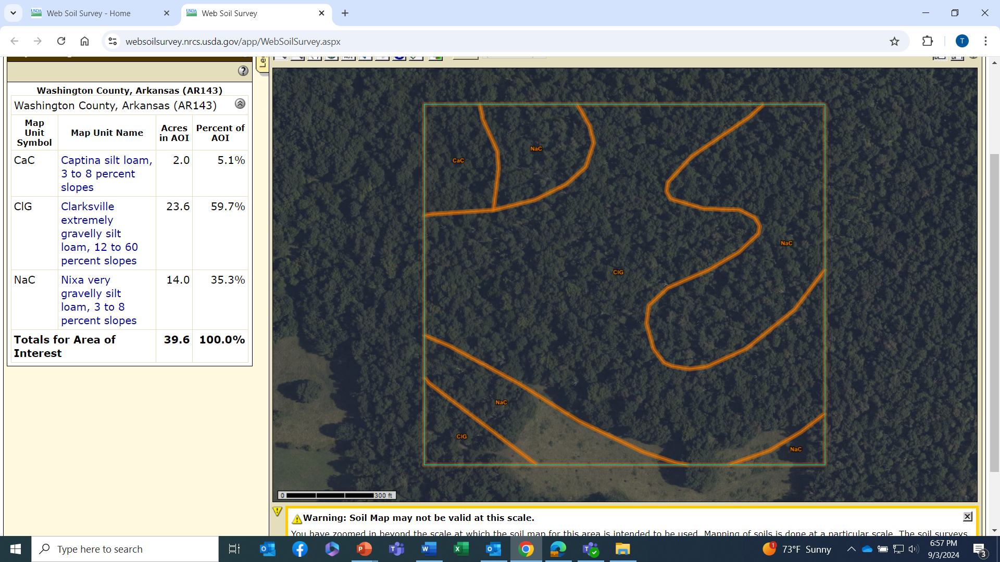 Web Soil Survey - Home
Web Soil Survey
websoilsurvey.nrcs.usda.gov/app/WebSoilSurvey.aspx
T
Washington County, Arkansas (AR143)
Washington County, Arkansas (AR143)
Map Unit Symbol
Map Unit Name
Acres in AOI
Percent of AOI
CaC
Captina silt loam,
3 to 8 percent
slopes
2.0
5.1%
ClG
Clarksville
extremely
gravelly silt
loam, 12 to 60
percent slopes
23.6
59.7%
NaC
Nixa very
gravelly silt
loam, 3 to 8
percent slopes
14.0
35.3%
Totals for Area of
Interest
39.6
100.0%
CaC
NaC
NaC
ClG
NaC
ClG
NaC
0
300 ft
Warning: Soil Map may not be valid at this scale.
You have zoomed in beyond the scale at which the soil map for this area is intended to be used. Mapping of soils is done at a particular scale. The soil surveys
Type here to search
1
73°F Sunny
6:57 PM
9/3/2024
3